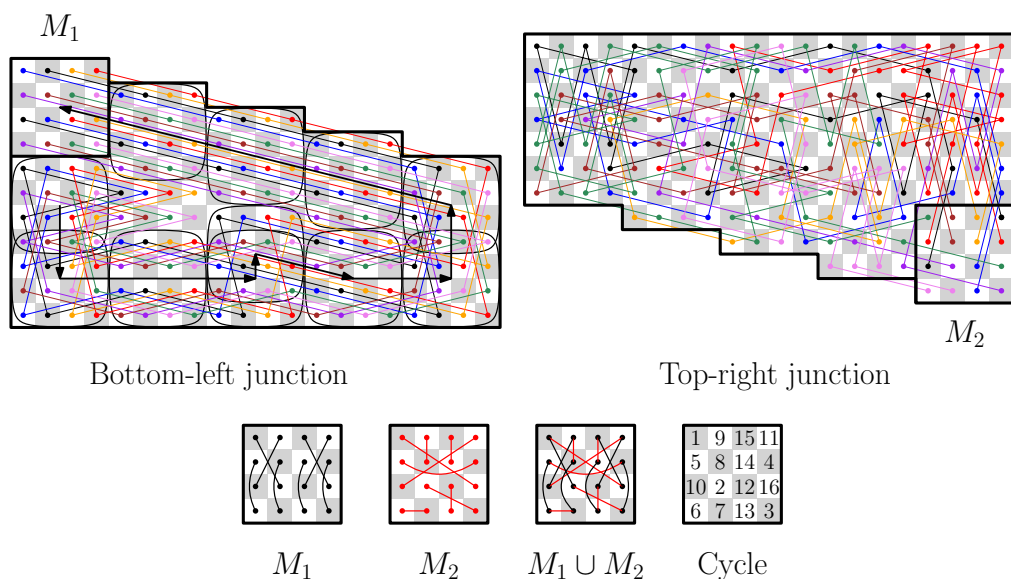 M₁
M₂
Bottom-left junction
Top-right junction
1 9 15 11
5 8 14 4
10 2 12 16
6 7 13 3
M₁
M₂
M₁ ∪ M₂
Cycle